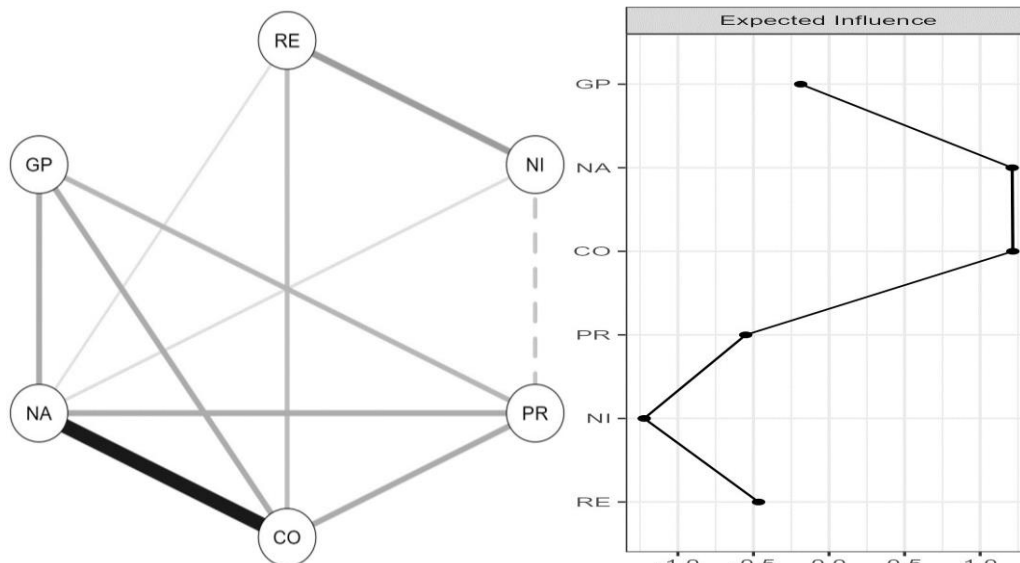 RE
GP
NI
NA
PR
CO
Expected Influence
GP
NA
CO
PR
NI
RE